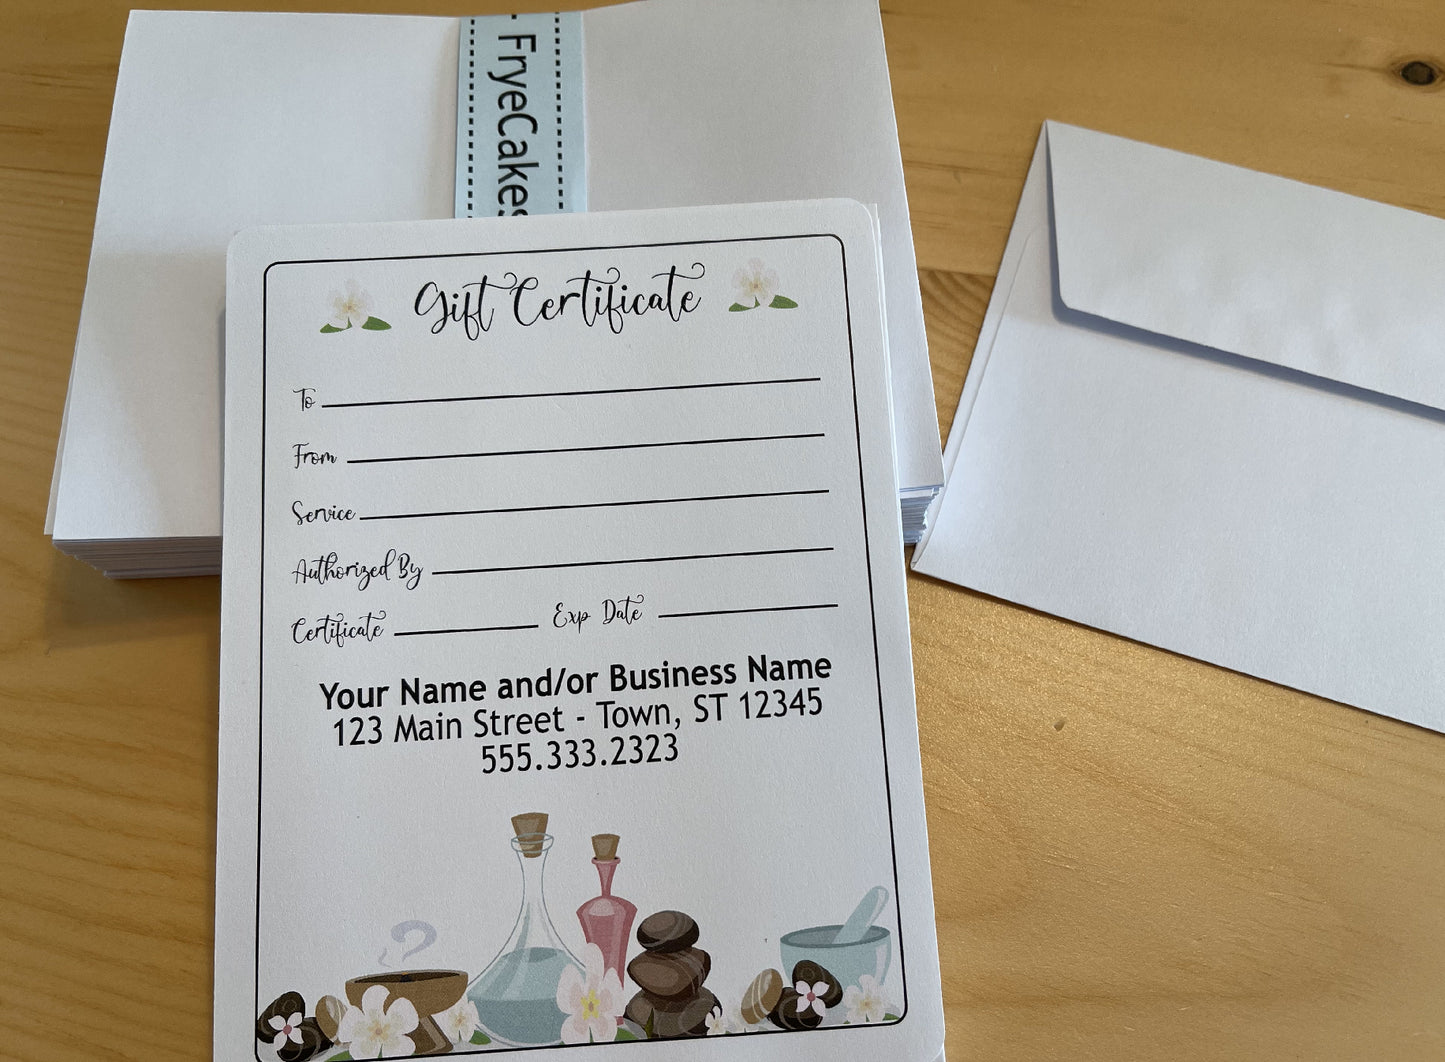 - FryeCakes
Gift Certificate
To
From
Service
Authorized By
Certificate Exp Date
Your Name and/or Business Name
123 Main Street - Town, ST 12345
555.333.2323